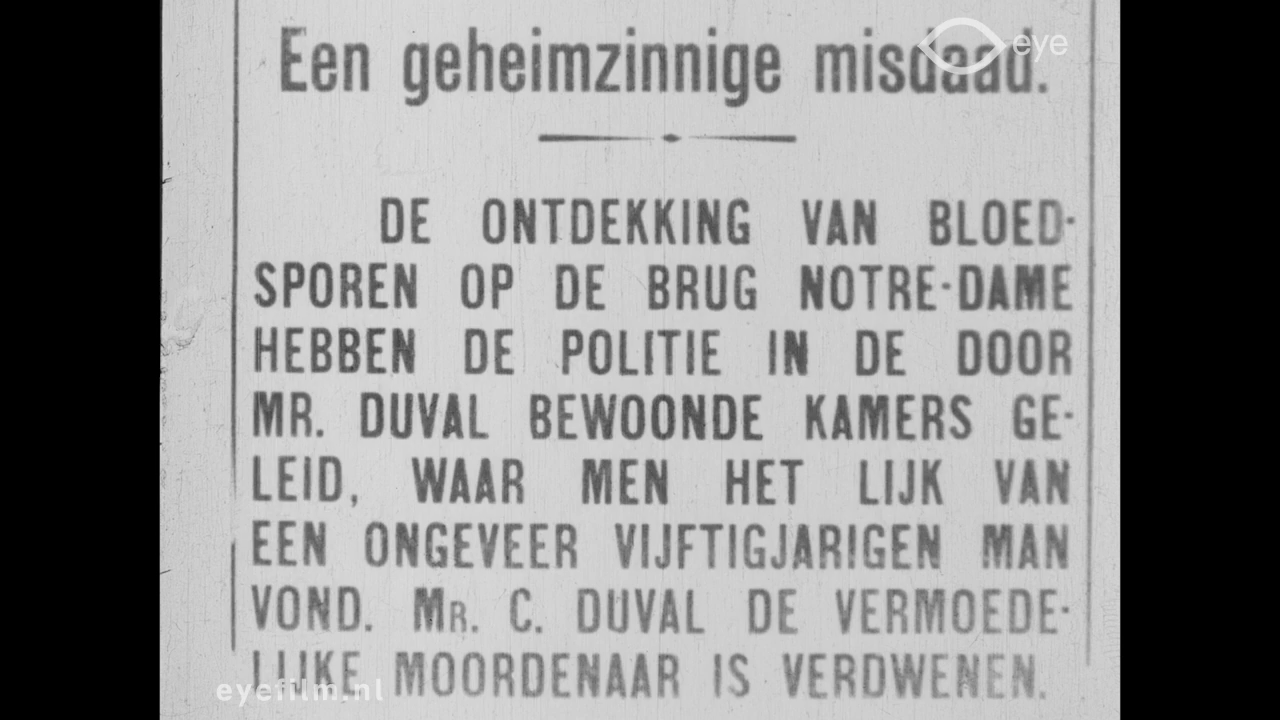 eye
Een geheimzinnige misdaad.
DE ONTDEKKING VAN BLOED-
SPOREN OP DE BRUG NOTRE-DAME
HEBBEN DE POLITIE IN DE DOOR
MR. DUVAL BEWOONDE KAMERS GE-
LEID, WAAR MEN HET LIJK VAN
EEN ONGEVEER VIJFTIGJARIGEN MAN
VOND. MR. C. DUVAL DE VERMOEDE-
LIJKE MOORDENAAR IS VERDWENEN.
eyefilm.nl